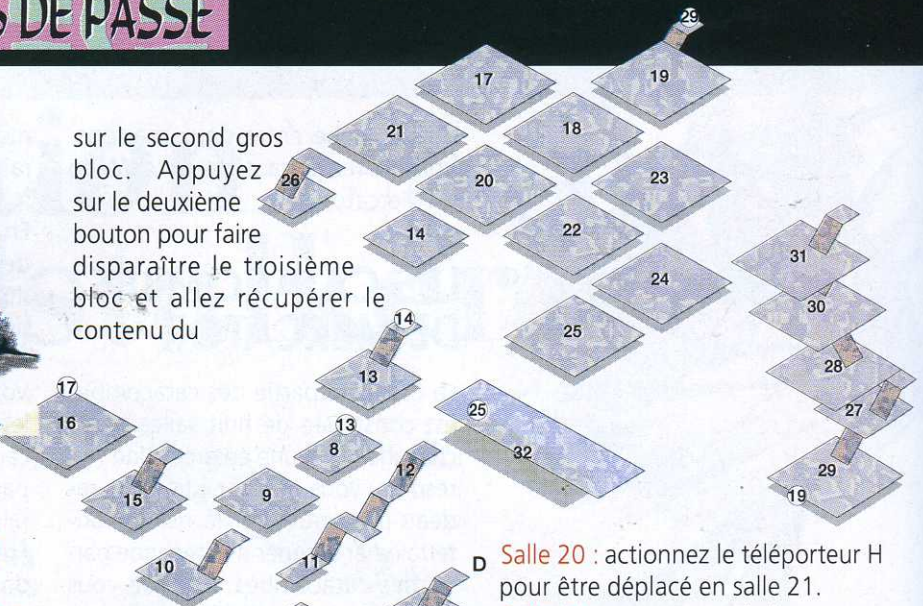 S DE PASSE
sur le second gros
bloc. Appuyez
sur le deuxième
bouton pour faire
disparaître le troisième
bloc et allez récupérer le
contenu du
29
17
19
21
18
26
20
23
14
22
31
24
30
25
14
13
28
27
17
16
13
8
25
12
32
29
19
15
9
10
11
D
Salle 20 : actionnez le téléporteur H
pour être déplacé en salle 21.